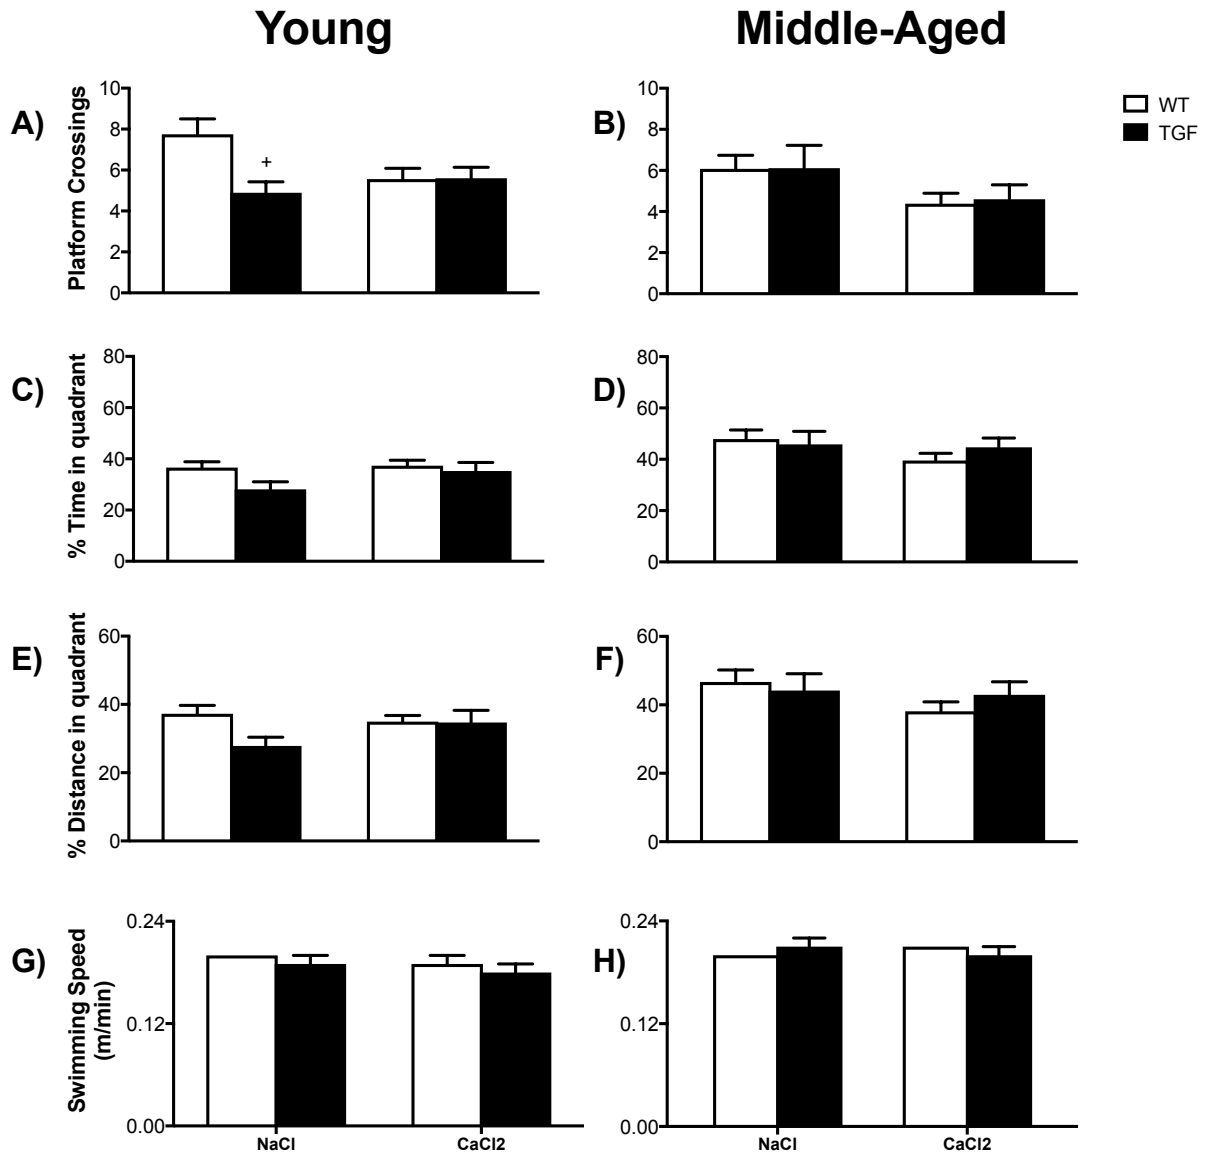 Young
Middle-Aged
A)
Platform Crossings
10
8
6
4
2
0
+
B)
10
8
6
4
2
0
WT
TGF
C)
% Time in quadrant
80
60
40
20
0
D)
80
60
40
20
0
E)
% Distance in quadrant
60
40
20
0
F)
60
40
20
0
G)
Swimming Speed
(m/min)
0.24
0.12
0.00
NaCl
CaCl2
H)
0.24
0.12
0.00
NaCl
CaCl2